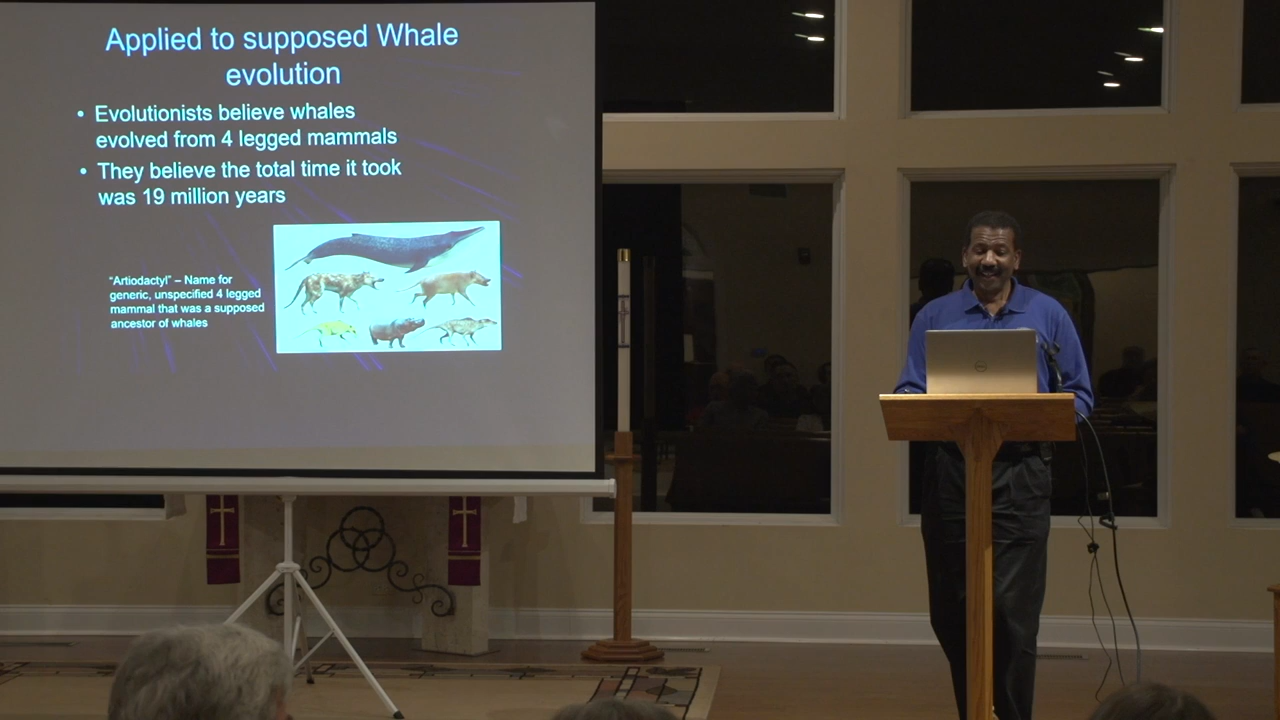 Applied to supposed Whale
evolution
• Evolutionists believe whales
evolved from 4 legged mammals
• They believe the total time it took
was 19 million years
"Artiodactyl" – Name for
generic, unspecified 4 legged
mammal that was a supposed
ancestor of whales
DELL